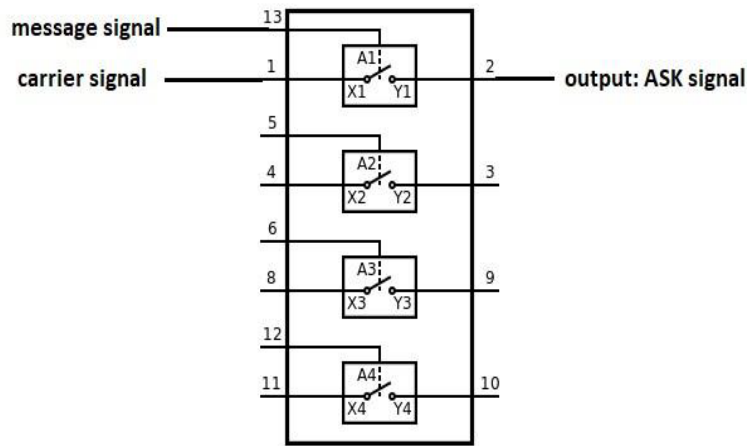 message signal 13
A1
carrier signal 1 2 output: ASK signal
X1 Y1
5
A2
4 3
X2 Y2
6
A3
8 9
X3 Y3
12
A4
11 10
X4 Y4